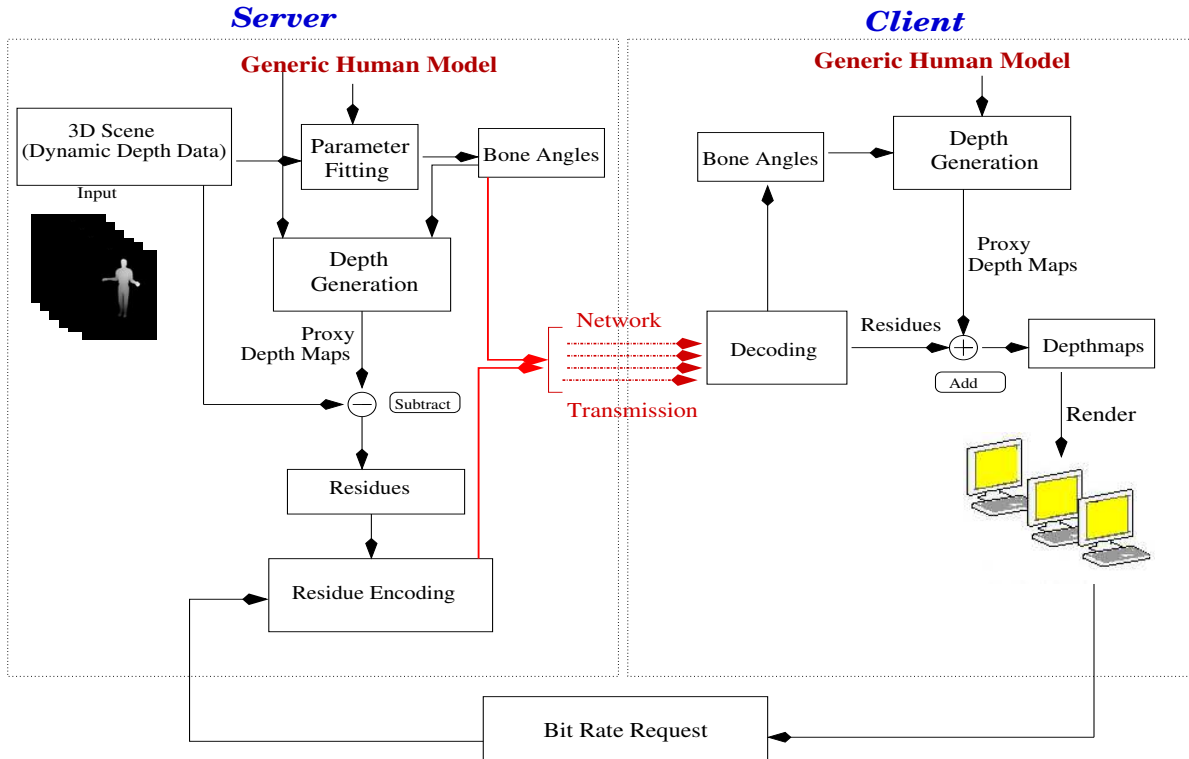 Server
Client
Generic Human Model
Generic Human Model
3D Scene
(Dynamic Depth Data)
Input
Parameter
Fitting
Bone Angles
Depth
Generation
Proxy
Depth Maps
Subtract
Residues
Residue Encoding
Network
Transmission
Bone Angles
Depth
Generation
Proxy
Depth Maps
Decoding
Residues
Add
Depthmaps
Render
Bit Rate Request